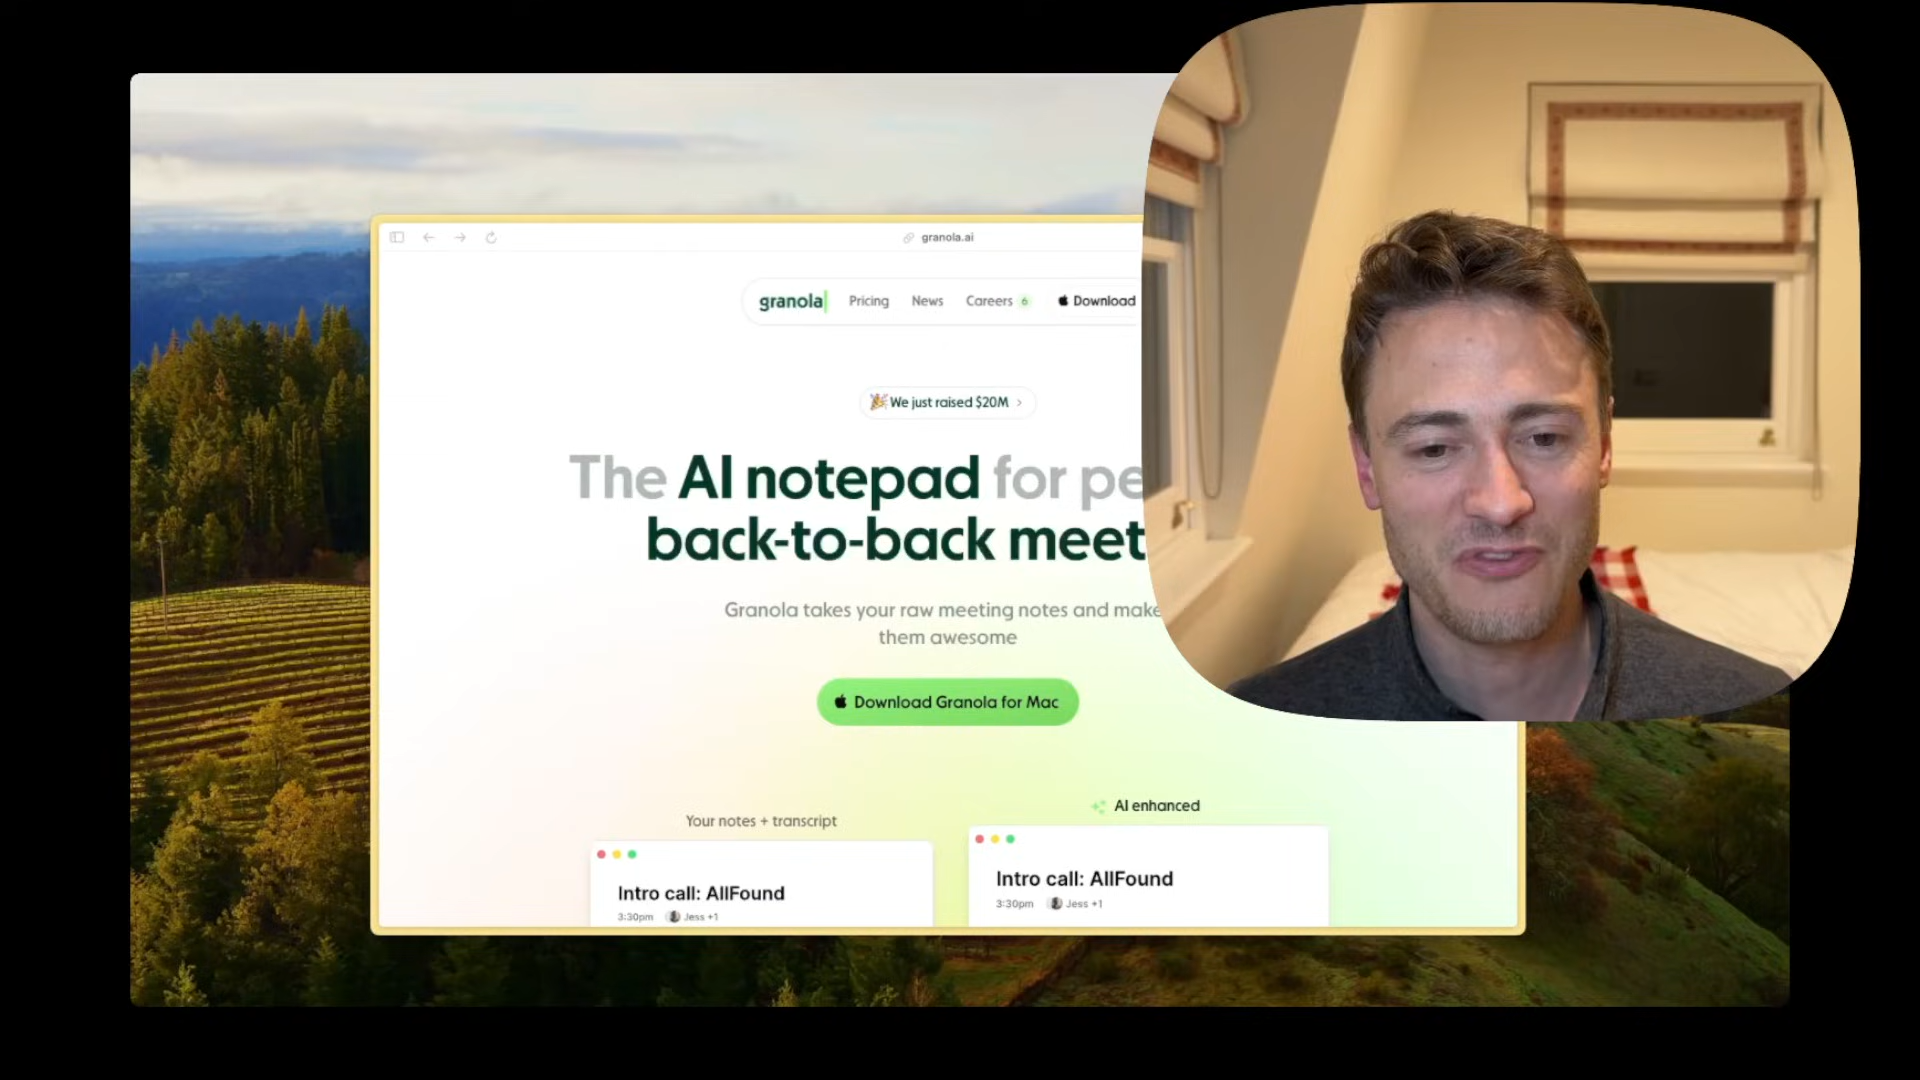 granola.ai
granola
Pricing
News
Careers 6
Download
🎉 We just raised $20M
The AI notepad for
back-to-back
Granola takes your raw meeting notes and make
them awesome
Download Granola for Mac
Your notes + transcript
AI enhanced
Intro call: AllFound
3:30pm Jess +1
Intro call: AllFound
3:30pm Jess +1